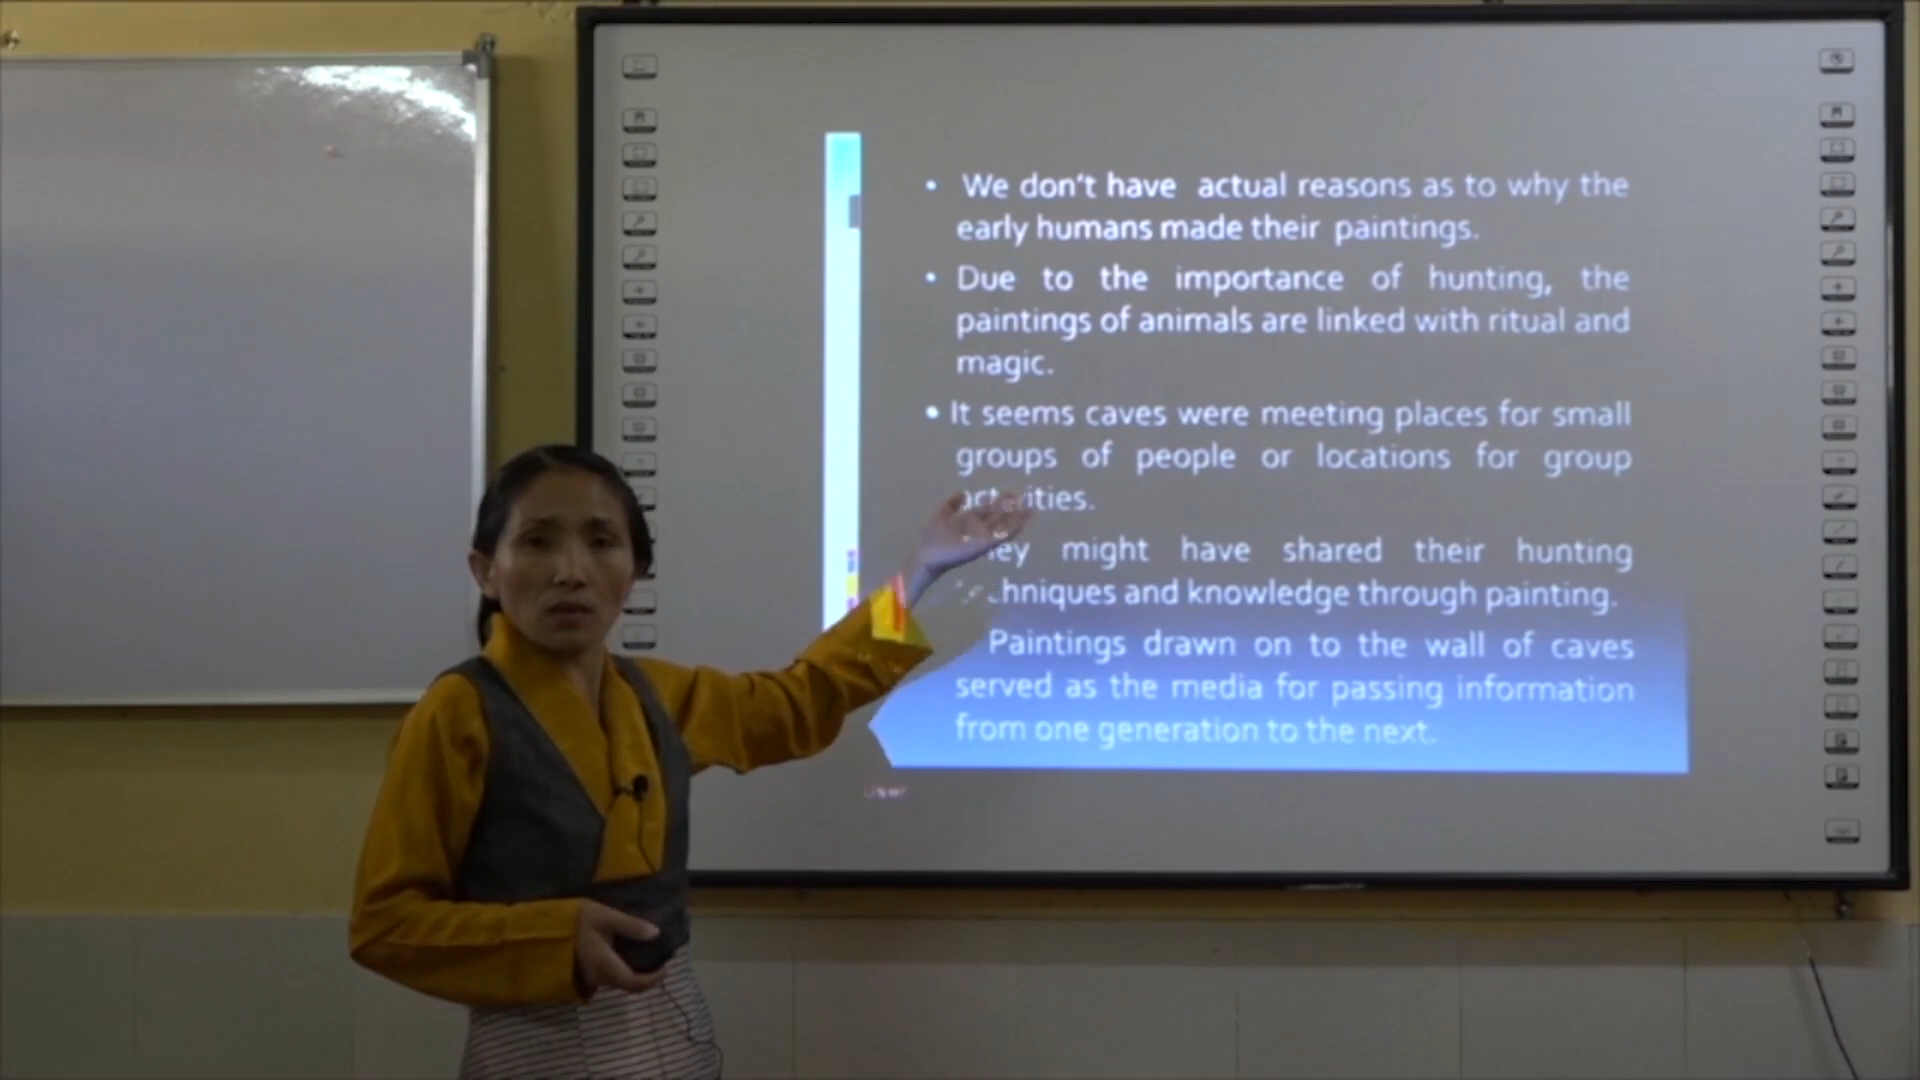 • We don't have actual reasons as to why the
early humans made their paintings.
• Due to the importance of hunting, the
paintings of animals are linked with ritual and
magic.
• It seems caves were meeting places for small
groups of people or locations for group
activities.
might have shared their hunting
and knowledge through painting.
Paintings drawn on to the wall of caves
served as the media for passing information
from one generation to the next.
User